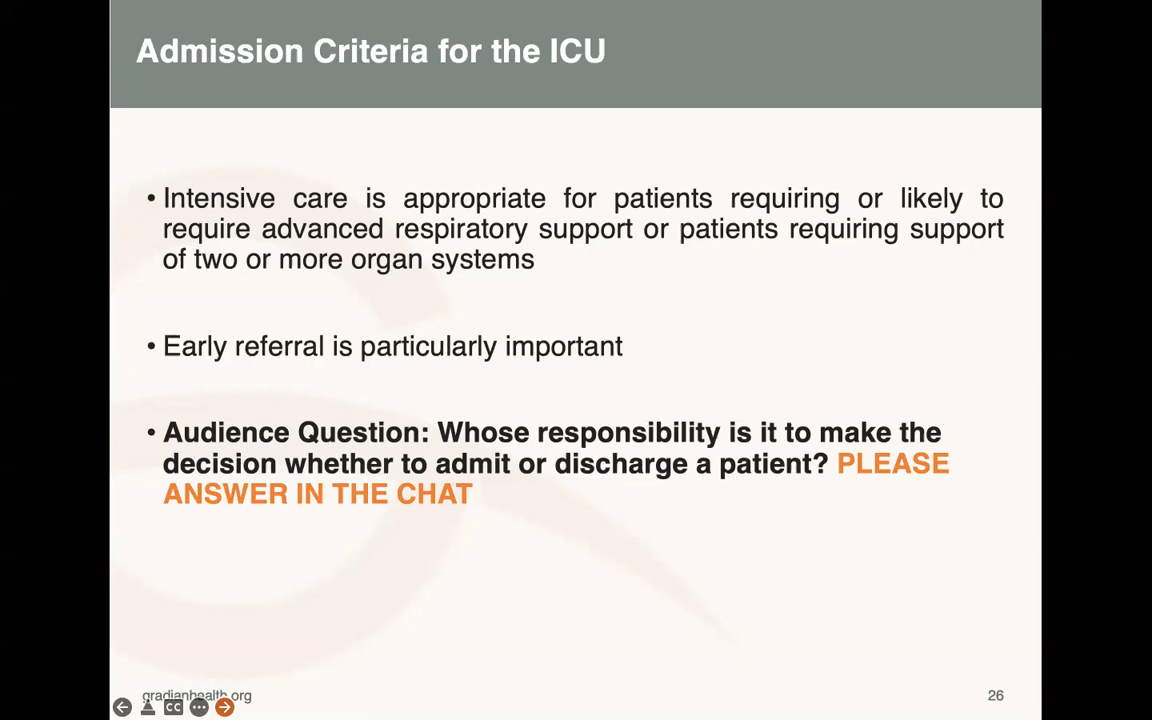 Admission Criteria for the ICU
• Intensive care is appropriate for patients requiring or likely to
require advanced respiratory support or patients requiring support
of two or more organ systems
• Early referral is particularly important
• Audience Question: Whose responsibility is it to make the
decision whether to admit or discharge a patient? PLEASE
ANSWER IN THE CHAT
gradianhealth.org
CC
26